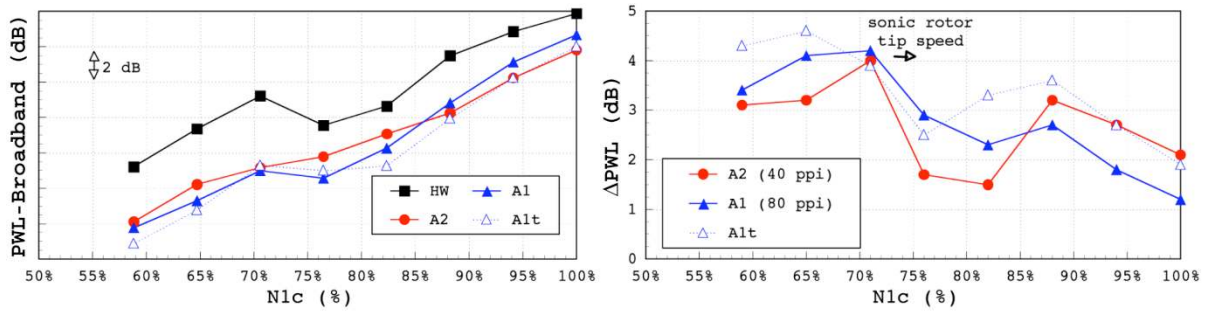 PWL-Broadband (dB)
2 dB
HW
A1
A2
A1t
50% 55% 60% 65% 70% 75% 80% 85% 90% 95% 100%
N1c (%)
ΔPWL (dB)
5
4
3
2
1
0
sonic rotor
tip speed
A2 (40 ppi)
A1 (80 ppi)
A1t
50% 55% 60% 65% 70% 75% 80% 85% 90% 95% 100%
N1c (%)